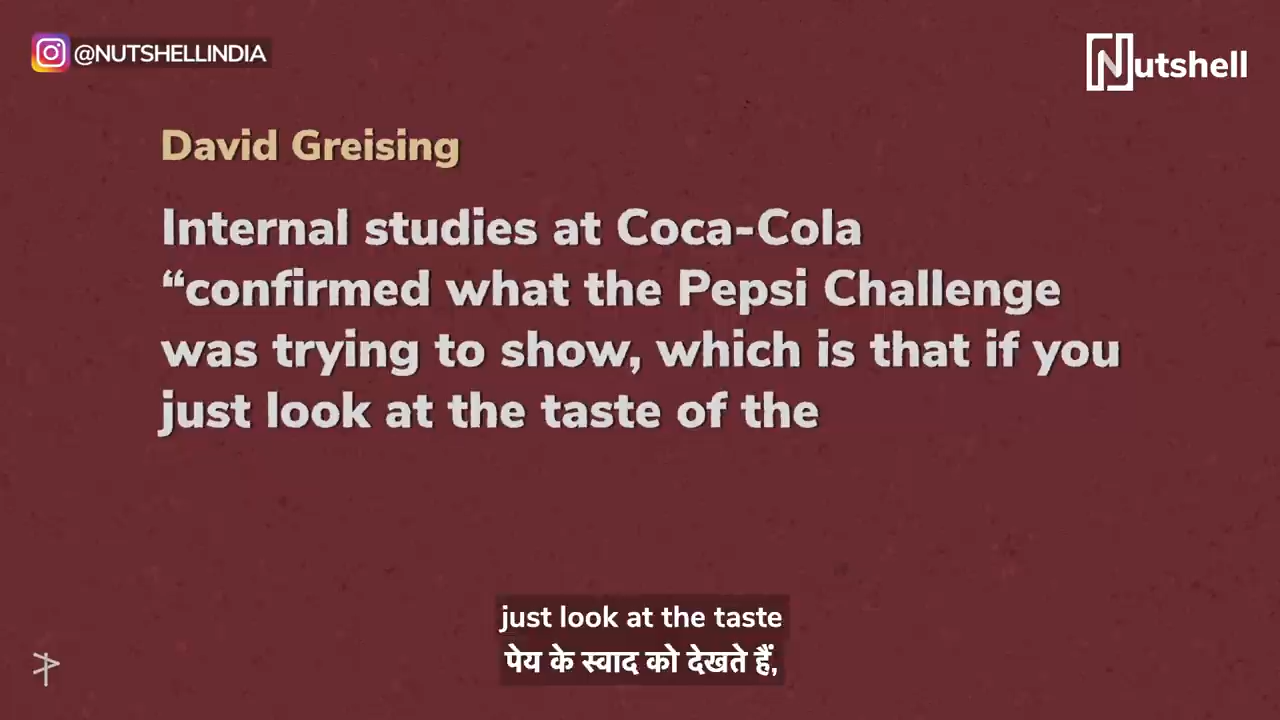 @NUTSHELLINDIA
Nutshell
David Greising
Internal studies at Coca-Cola
“confirmed what the Pepsi Challenge
was trying to show, which is that if you
just look at the taste of the
just look at the taste
पेय के स्वाद को देखते हैं,